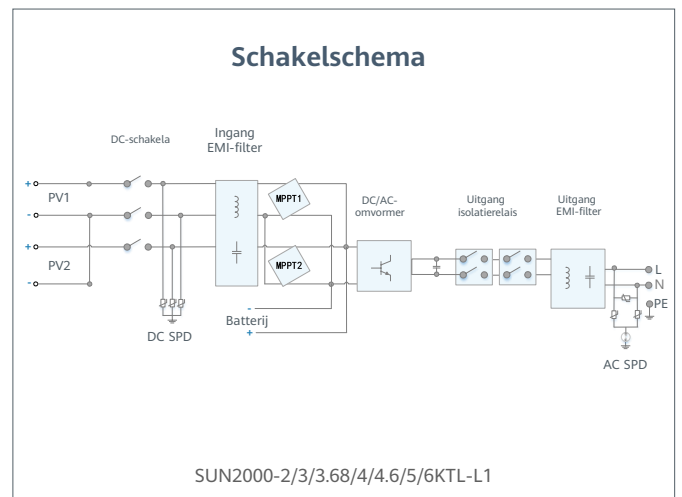 Schakelschema
DC-schakela
Ingang
EMI-filter
DC/AC-
omvormer
Uitgang
isolatierelais
Uitgang
EMI-filter
+
PV1
-
+
PV2
-
MPPT1
MPPT2
-
Batterij
+
DC SPD
L
N
PE
AC SPD
SUN2000-2/3/3.68/4/4.6/5/6KTL-L1